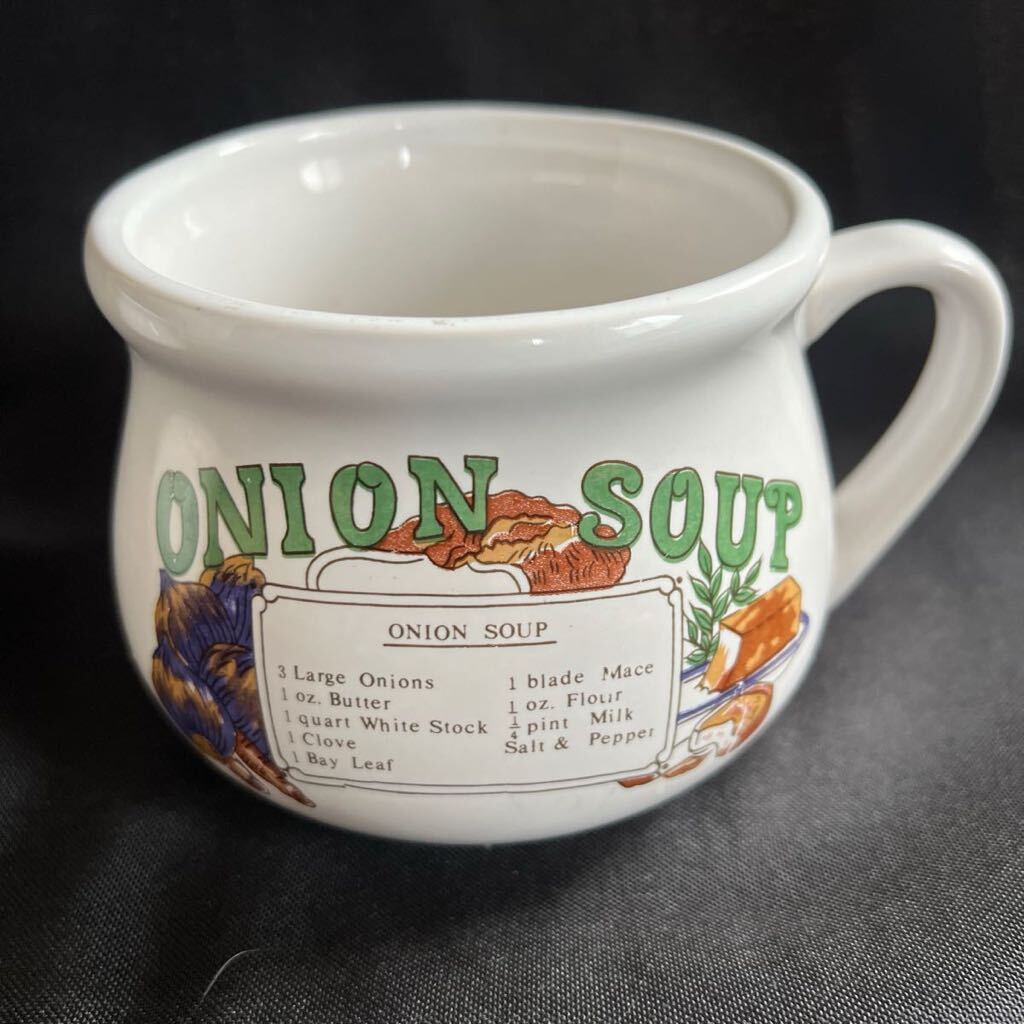 ONION SOUP
ONION SOUP
3 Large Onions
1 oz. Butter
1 quart White Stock
1 Clove
1 Bay Leaf
1 blade Mace
1 oz. Flour
1/4 pint Milk
Salt & Pepper